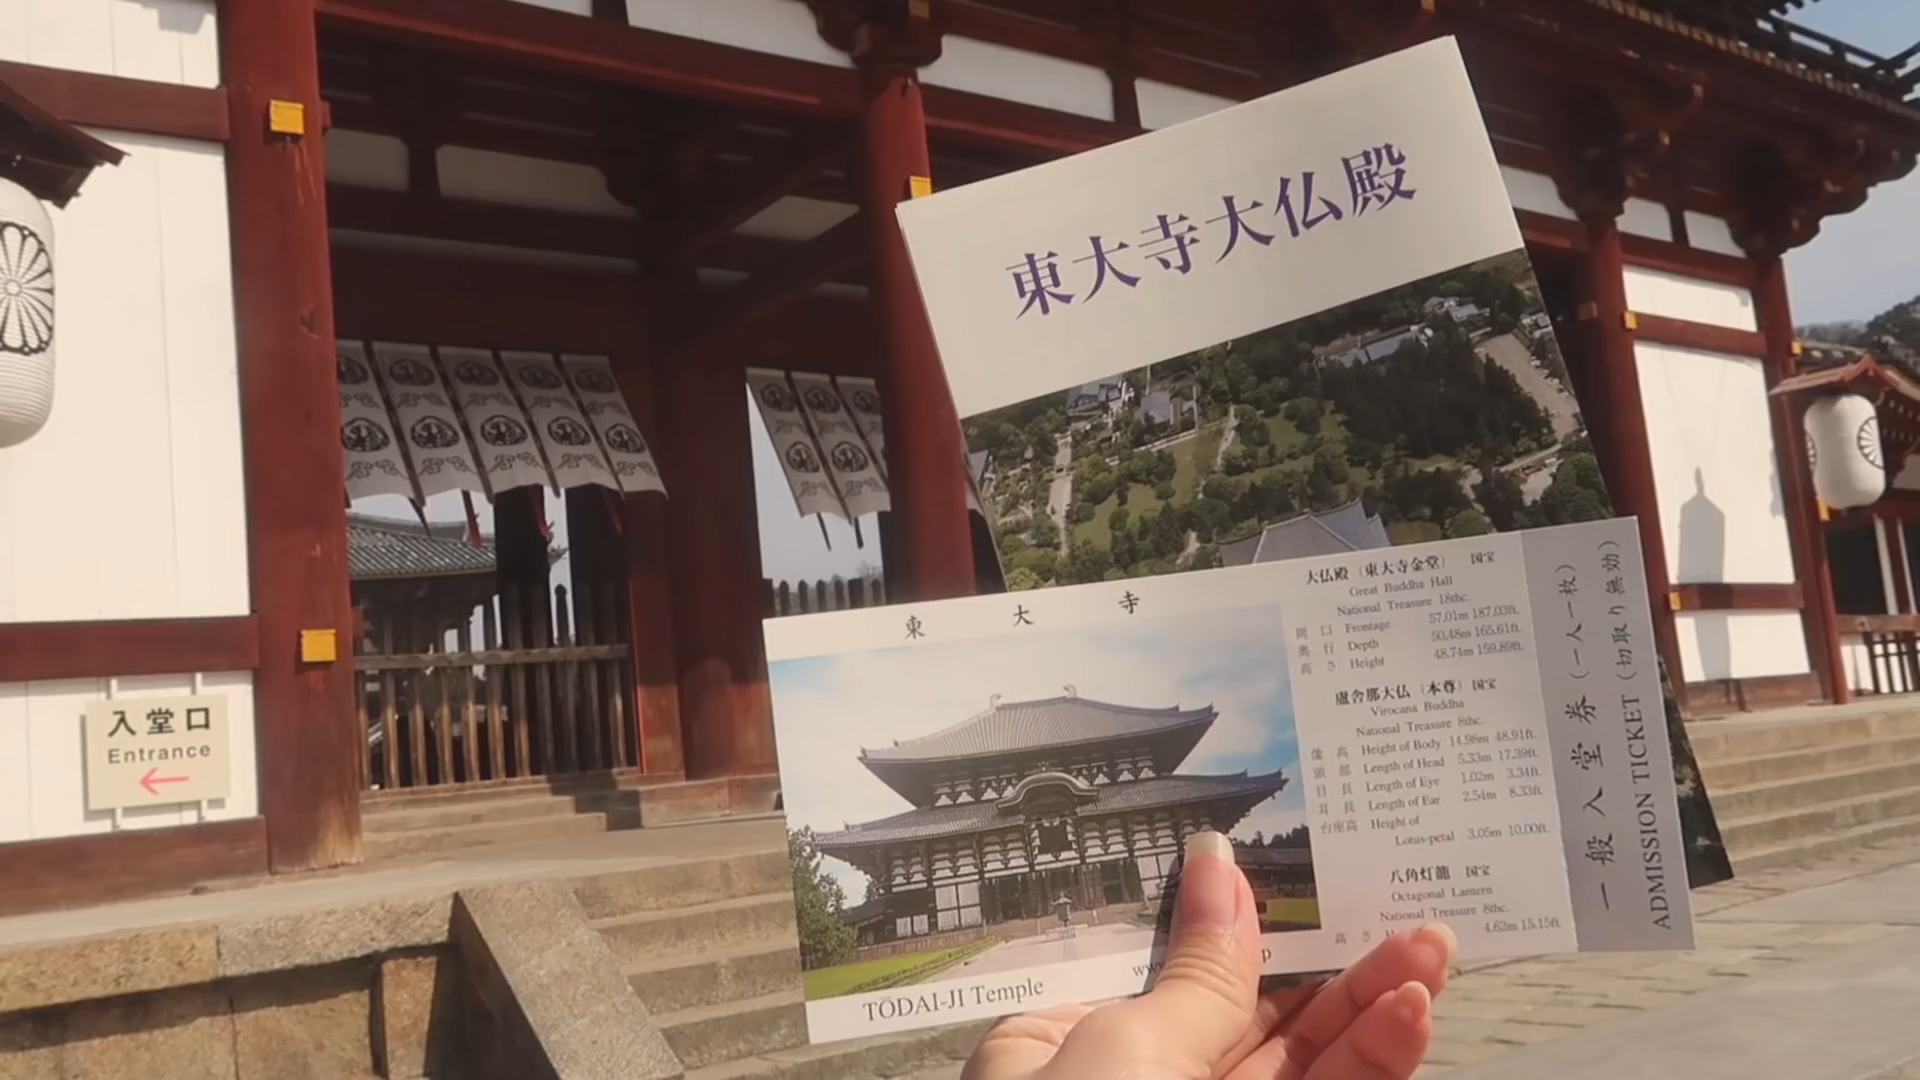 東大寺大仏殿
東大寺
TŌDAI-JI Temple
大仏殿（東大寺金堂） 国宝
Great Buddha Hall
National Treasure 18thc.
間口 Frontage 57.01m 187.03ft.
奥行 Depth 50.48m 165.61ft.
高さ Height 48.74m 159.89ft.
盧舎那大仏（本尊） 国宝
Virocana Buddha
National Treasure 8thc.
像高 Height of Body 14.98m 48.91ft.
頭部 Length of Head 5.33m 17.39ft.
目長 Length of Eye 1.02m 3.34ft.
耳長 Length of Ear 2.54m 8.33ft.
台座高 Height of
Lotus-petal 3.05m 10.00ft.
八角灯籠 国宝
Octagonal Lantern
National Treasure 8thc.
高さ 4.62m 15.15ft.
一般入堂券（一人一枚）
ADMISSION TICKET（切取り無効）
入堂口
Entrance